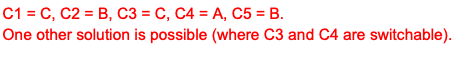 C1 = C, C2 = B, C3 = C, C4 = A, C5 = B.
One other solution is possible (where C3 and C4 are switchable).